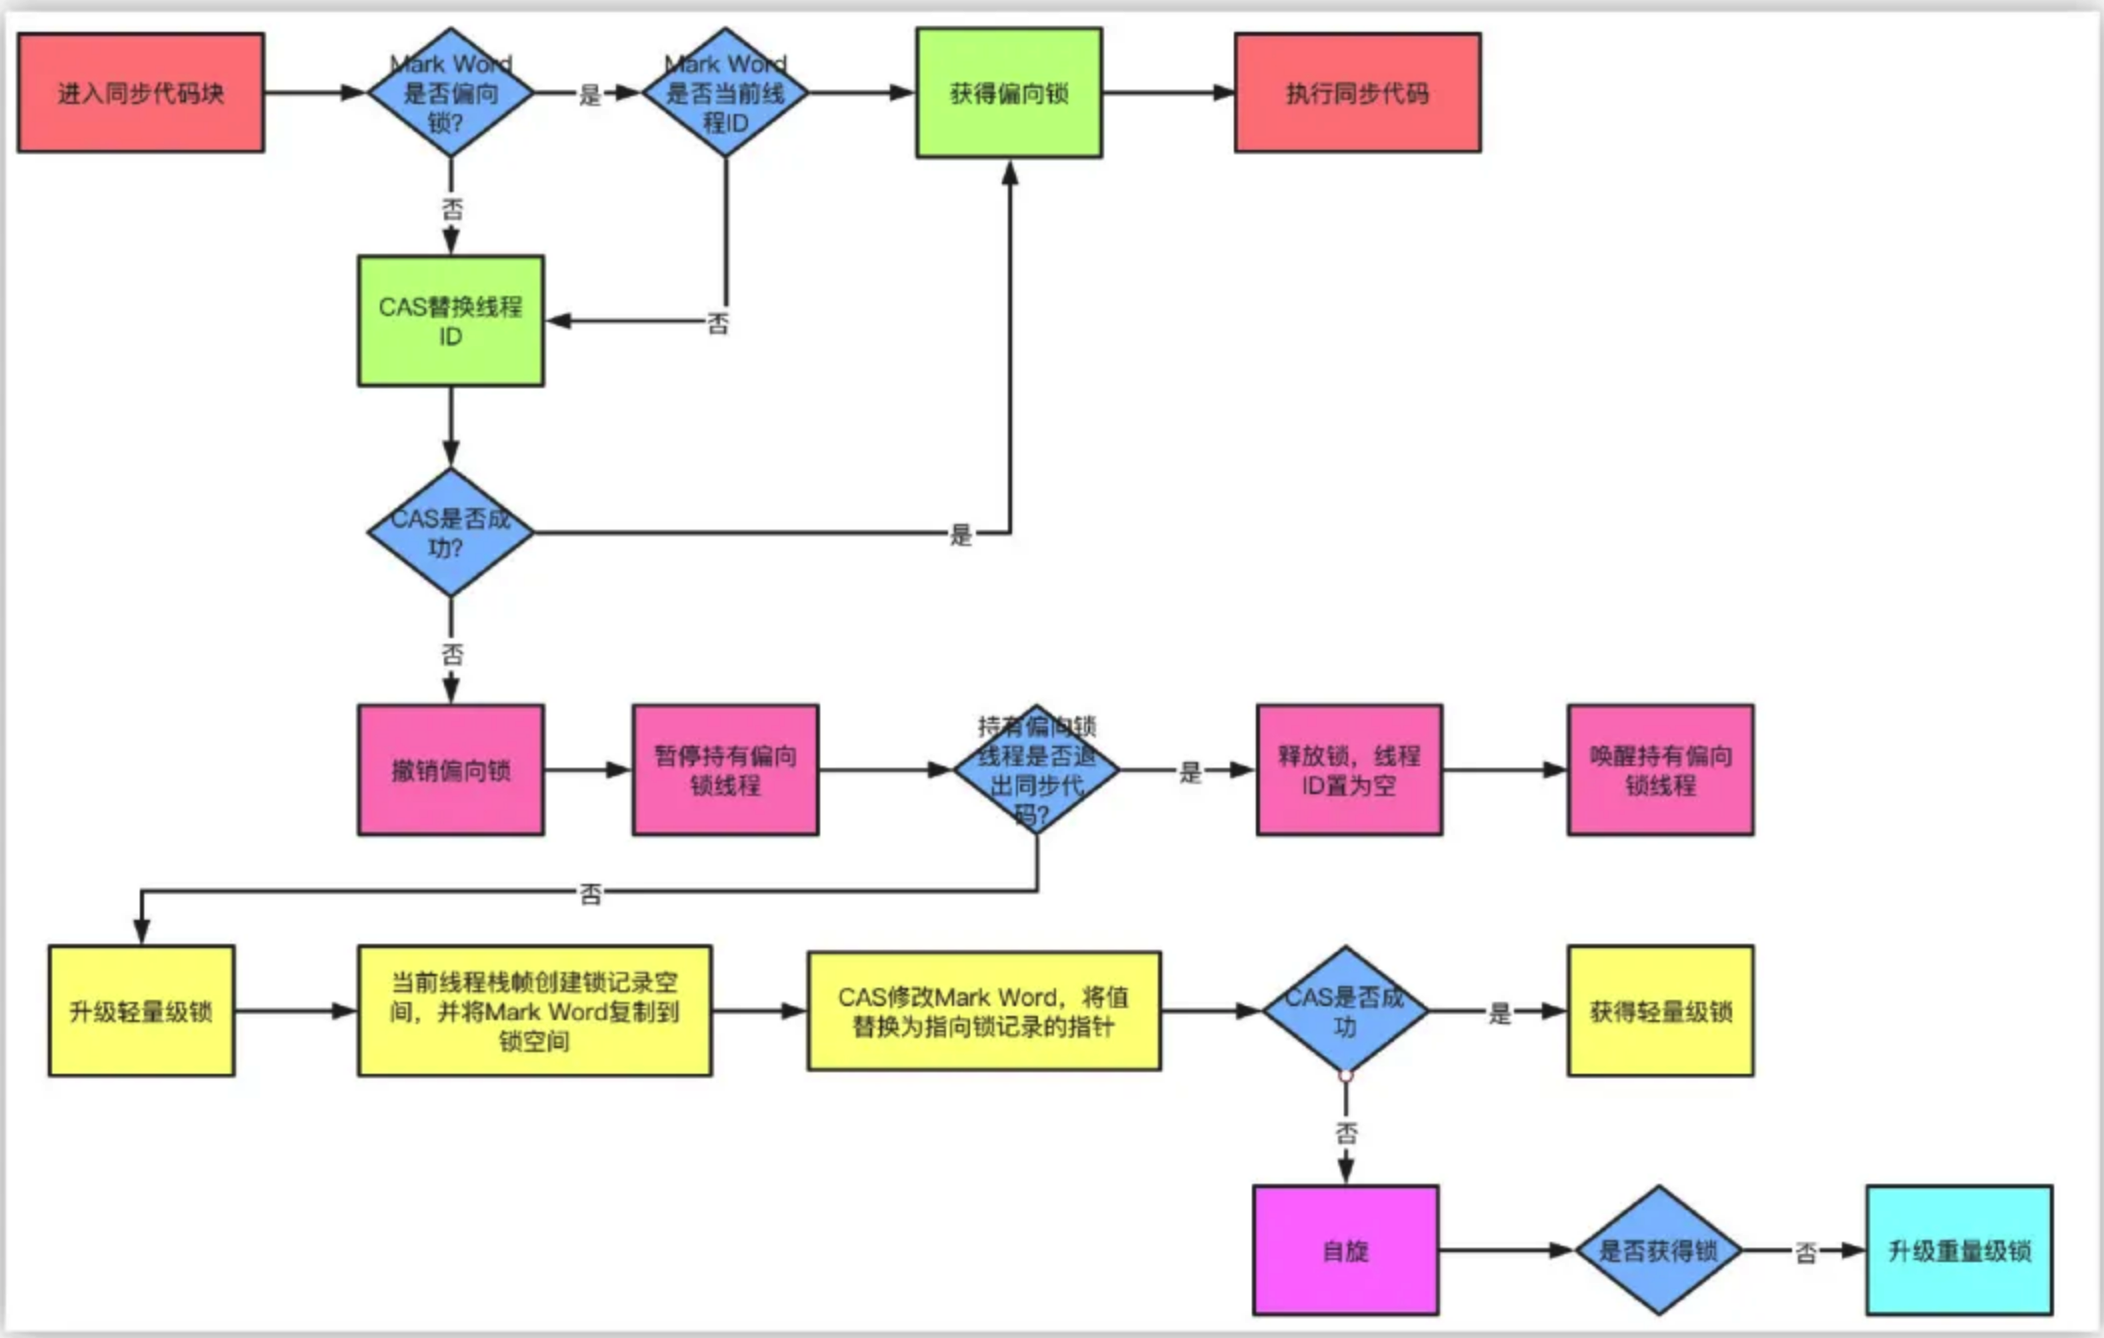 进入同步代码块
Mark Word
是否偏向
锁?
是
Mark Word
是否当前线
程ID
获得偏向锁
执行同步代码
否
CAS替换线程
ID
否
CAS是否成
功?
是
否
撤销偏向锁
暂停持有偏向
锁线程
持有偏向锁
线程是否退
出同步代
码?
是
释放锁，线程
ID置为空
唤醒持有偏向
锁线程
否
升级轻量级锁
当前线程栈帧创建锁记录空
间，并将Mark Word复制到
锁空间
CAS修改Mark Word，将值
替换为指向锁记录的指针
CAS是否成
功
是
获得轻量级锁
否
自旋
是否获得锁
否
升级重量级锁